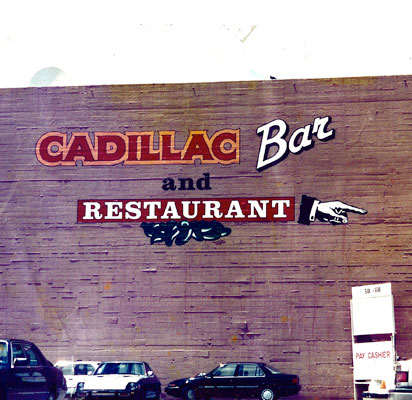 CADILLAC Bar
and
RESTAURANT
PAY CASHIER